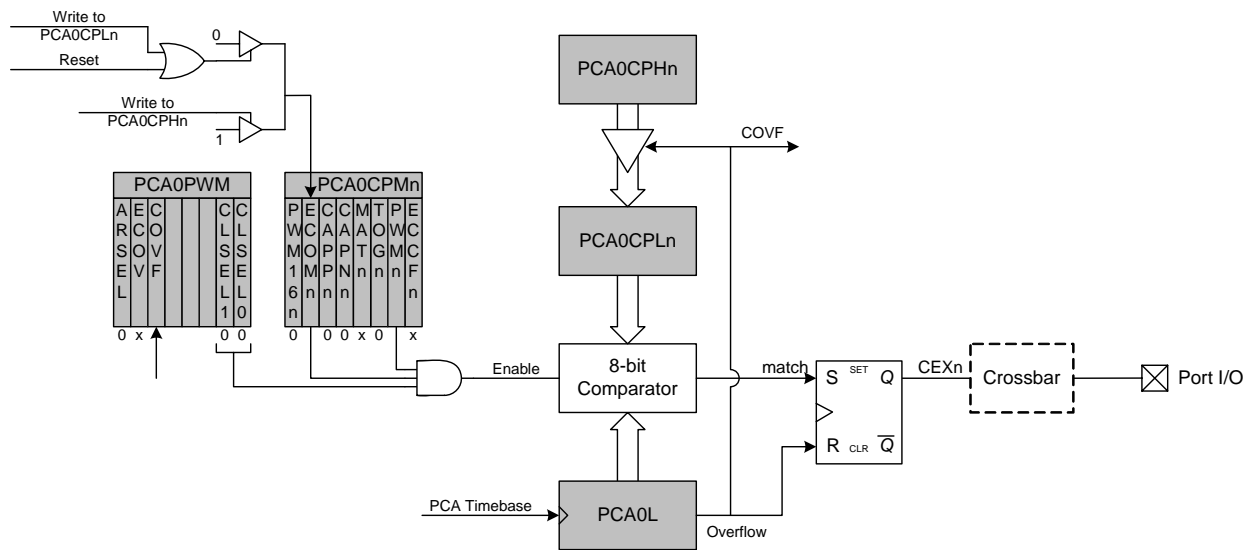 Write to
PCA0CPLn
Reset
0
Write to
PCA0CPHn
1
PCA0CPHn
COVF
PCA0PWM
ARSEL
ECOV
COVF
CLSEL1
CLSEL0
0 x 0 0
PCA0CPMn
PWM16n
ECOMn
CAPPn
CAPNn
MATn
TOGn
PWMn
ECCFn
0 0 0 x 0 x
PCA0CPLn
Enable
8-bit
Comparator
match
S SET Q
R CLR Q
CEXn
Crossbar
Port I/O
PCA Timebase
PCA0L
Overflow